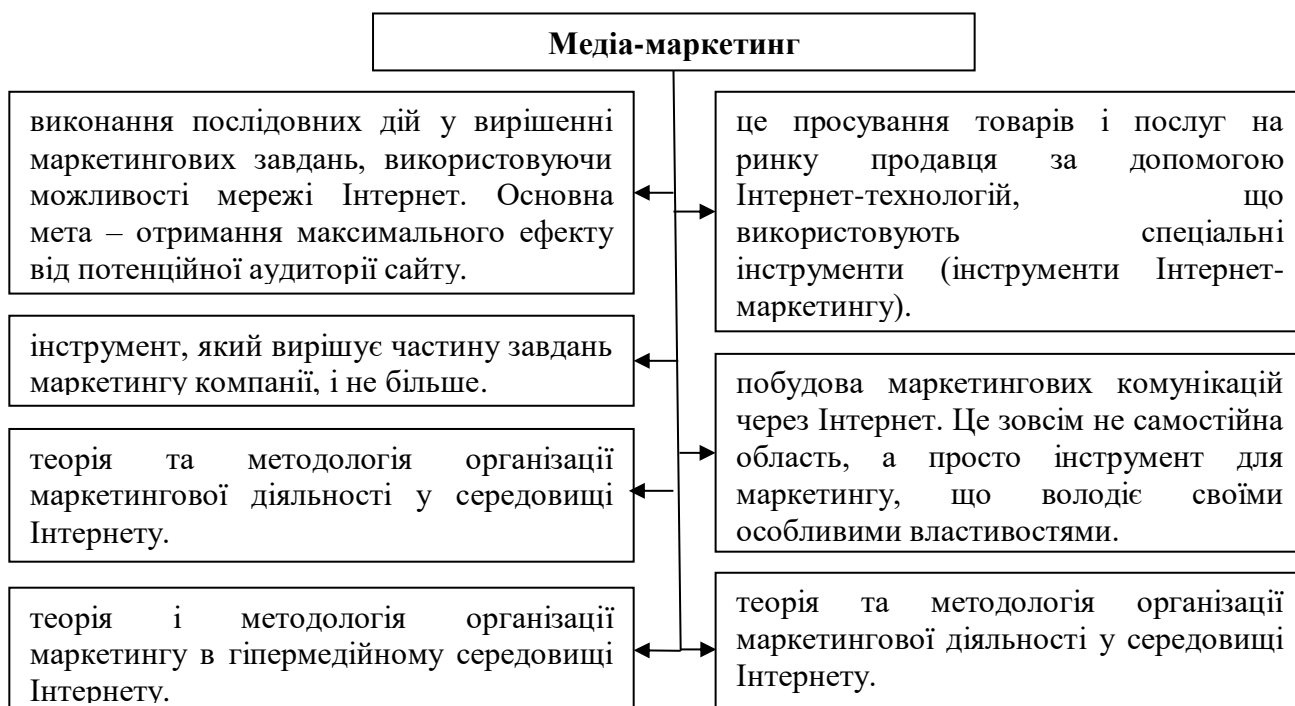 Медіа-маркетинг
виконання послідовних дій у вирішенні
маркетингових завдань, використовуючи
можливості мережі Інтернет. Основна
мета – отримання максимального ефекту
від потенційної аудиторії сайту.
інструмент, який вирішує частину завдань
маркетингу компанії, і не більше.
теорія та методологія організації
маркетингової діяльності у середовищі
Інтернету.
теорія і методологія організації
маркетингу в гіпермедійному середовищі
Інтернету.
це просування товарів і послуг на
ринку продавця за допомогою
Інтернет-технологій, що
використовують спеціальні
інструменти (інструменти Інтернет-
маркетингу).
побудова маркетингових комунікацій
через Інтернет. Це зовсім не самостійна
область, а просто інструмент для
маркетингу, що володіє своїми
особливими властивостями.
теорія та методологія організації
маркетингової діяльності у середовищі
Інтернету.